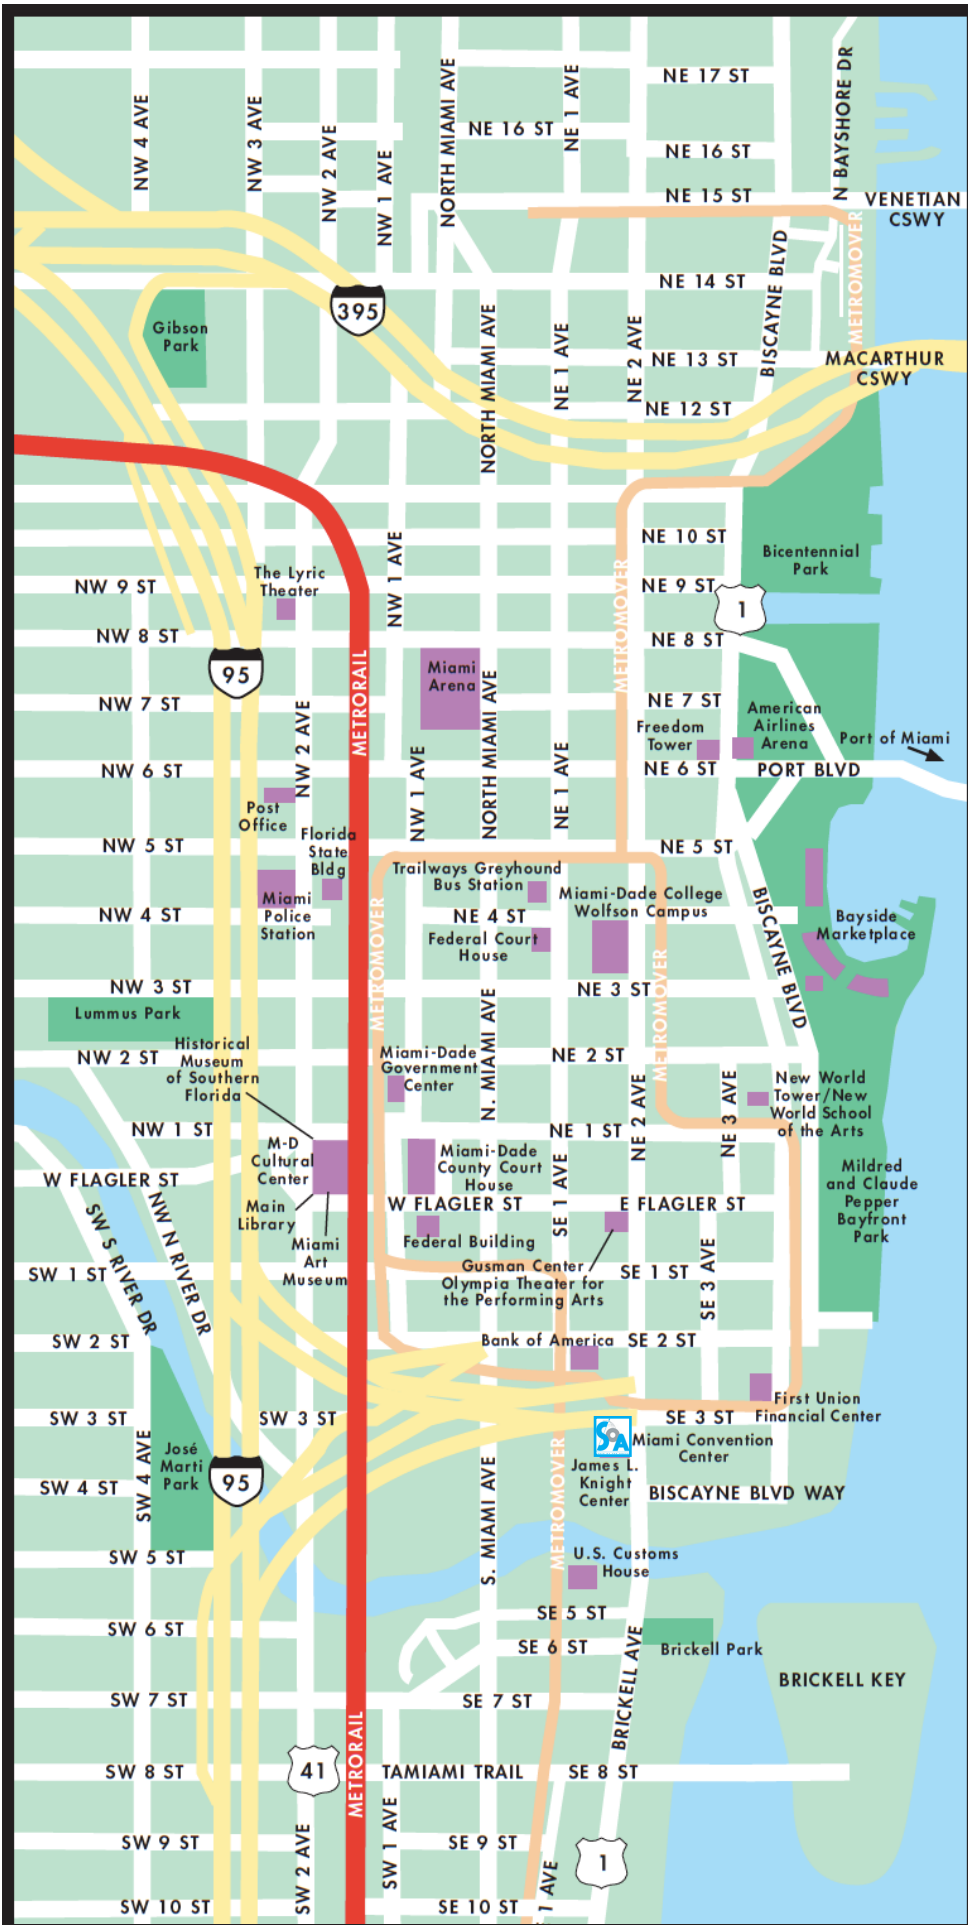 NE 17 ST
N BAYSHORE DR
NW 4 AVE
NW 3 AVE
NW 2 AVE
NW 1 AVE
NORTH MIAMI AVE
NE 1 AVE
NE 16 ST
NE 16 ST
NE 15 ST
VENETIAN
CSWY
METROMOVER
BISCAYNE BLVD
NE 14 ST
395
Gibson
Park
NORTH MIAMI AVE
NE 1 AVE
NE 2 AVE
NE 13 ST
MACARTHUR
CSWY
NE 12 ST
NE 10 ST
Bicentennial
Park
NW 1 AVE
METROMOVER
The Lyric
Theater
NW 9 ST
NE 9 ST
1
NW 8 ST
NE 8 ST
95
METRORAIL
Miami
Arena
NORTH MIAMI AVE
NW 7 ST
NW 2 AVE
NE 7 ST
American
Airlines
Arena
Freedom
Tower
Port of Miami
NW 6 ST
NW 1 AVE
NE 1 AVE
NE 6 ST
PORT BLVD
Post
Office
Florida
State
Bldg
NW 5 ST
NE 5 ST
Trailways Greyhound
Bus Station
Miami-Dade College
Wolfson Campus
BISCAYNE BLVD
Miami
Police
Station
NW 4 ST
NE 4 ST
Bayside
Marketplace
METROMOVER
Federal Court
House
METROMOVER
NW 3 ST
NE 3 ST
Lummus Park
N. MIAMI AVE
Historical
Museum
of Southern
Florida
NW 2 ST
Miami-Dade
Government
Center
NE 2 ST
NE 2 AVE
NE 3 AVE
New World
Tower/New
World School
of the Arts
NW 1 ST
NE 1 ST
M-D
Cultural
Center
Miami-Dade
County Court
House
SE 1 AVE
Mildred
and Claude
Pepper
Bayfront
Park
W FLAGLER ST
W FLAGLER ST
E FLAGLER ST
NW N RIVER DR
SW S RIVER DR
Main
Library
Miami
Art
Museum
Federal Building
Gusman Center
Olympia Theater for
the Performing Arts
SE 3 AVE
SW 1 ST
SE 1 ST
SW 2 ST
Bank of America
SE 2 ST
First Union
Financial Center
SW 3 ST
SW 3 ST
SE 3 ST
SA
Miami Convention
Center
José
Marti
Park
SW 4 AVE
95
James L.
Knight
Center
SW 4 ST
BISCAYNE BLVD WAY
S. MIAMI AVE
METROMOVER
SW 5 ST
U.S. Customs
House
SE 5 ST
SW 6 ST
SE 6 ST
Brickell Park
BRICKELL AVE
BRICKELL KEY
SW 7 ST
SE 7 ST
METRORAIL
SW 8 ST
41
TAMIAMI TRAIL
SE 8 ST
SW 9 ST
SW 2 AVE
SW 1 AVE
SE 9 ST
1
1 AVE
SW 10 ST
SE 10 ST